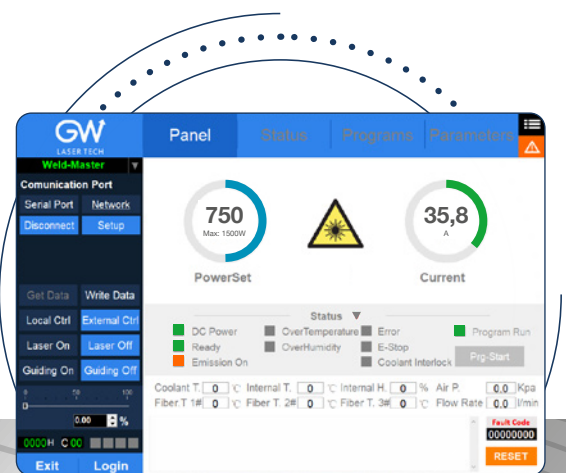 GW
LASER TECH
Panel Status Programs Parameters
Weld-Master
Comunication Port
Serial Port Network
Disconnect Setup
Get Data Write Data
Local Ctrl External Ctrl
Laser On Laser Off
Guiding On Guiding Off
0 50 100
0.00 %
0000H C 00
Exit Login
750
Max: 1500W
PowerSet
35,8
A
Current
Status
DC Power OverTemperature Error Program Run
Ready OverHumidity E-Stop
Emission On Coolant Interlock Prg-Start
Coolant T. 0 °C Internal T. 0 °C Internal H. 0 % Air P. 0.0 Kpa
Fiber.T 1# 0 °C Fiber T. 2# 0 °C Fiber T. 3# 0 °C Flow Rate 0.0 l/min
Fault Code
00000000
RESET